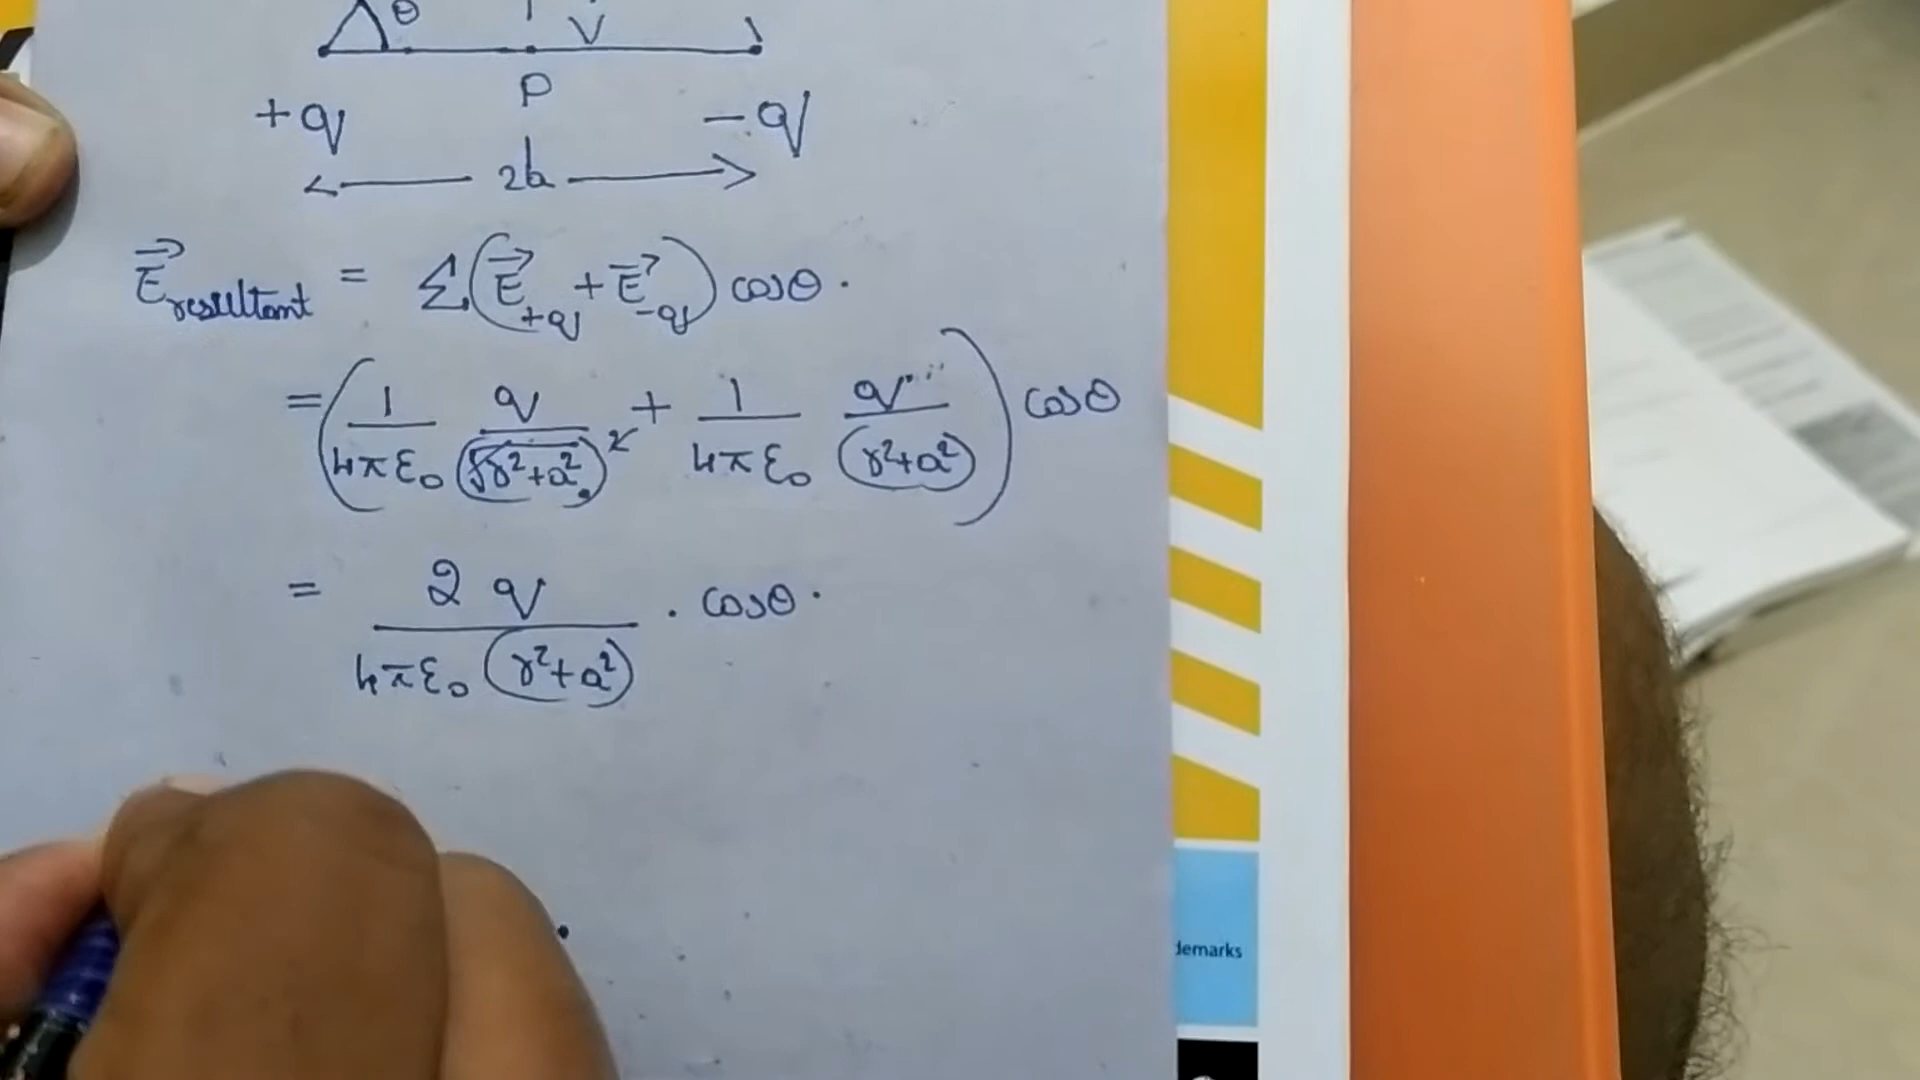 θ
P
+q -q
2a
E⃗resultant = Σ(E⃗+q + E⃗-q) cosθ.
= (1/4πε₀ q/(√r²+a²)² + 1/4πε₀ q/(r²+a²)) cosθ
= 2q/4πε₀(r²+a²) . cosθ.
demarks